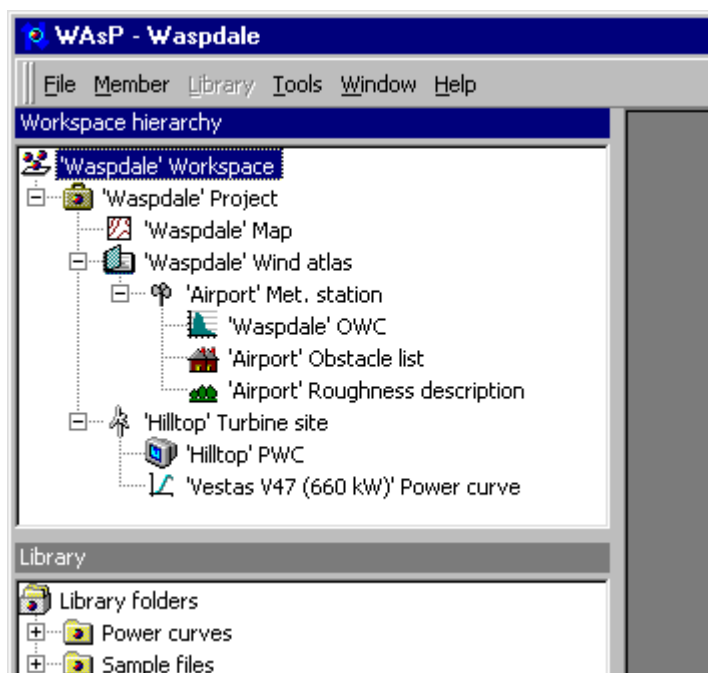 WAsP - Waspdale
File Member Library Tools Window Help
Workspace hierarchy
'Waspdale' Workspace
'Waspdale' Project
'Waspdale' Map
'Waspdale' Wind atlas
'Airport' Met. station
'Waspdale' OWC
'Airport' Obstacle list
'Airport' Roughness description
'Hilltop' Turbine site
'Hilltop' PWC
'Vestas V47 (660 kW)' Power curve
Library
Library folders
Power curves
Sample files